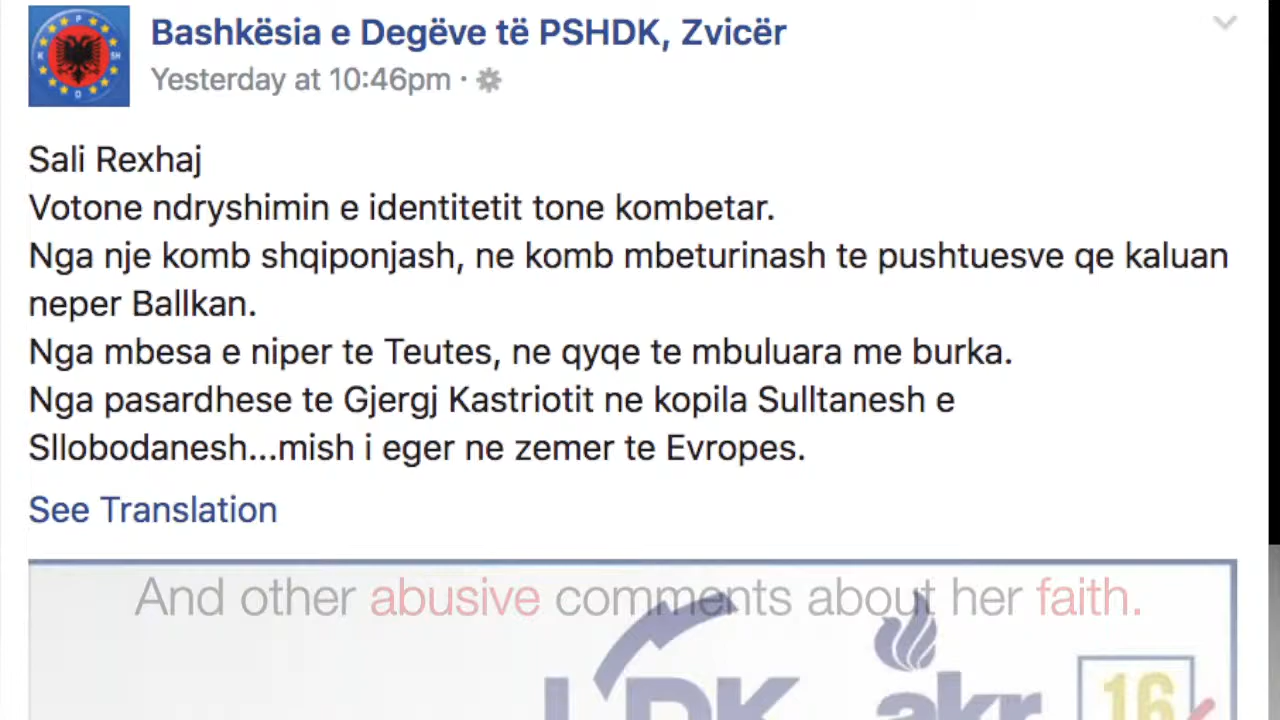 Bashkësia e Degëve të PSHDK, Zvicër
Yesterday at 10:46pm ·
Sali Rexhaj
Votone ndryshimin e identitetit tone kombetar.
Nga nje komb shqiponjash, ne komb mbeturinash te pushtuesve qe kaluan
neper Ballkan.
Nga mbesa e niper te Teutes, ne qyqe te mbuluara me burka.
Nga pasardhese te Gjergj Kastriotit ne kopila Sulltanesh e
Sllobodanesh...mish i eger ne zemer te Evropes.
See Translation
And other abusive comments about her faith.
LDK akr 16